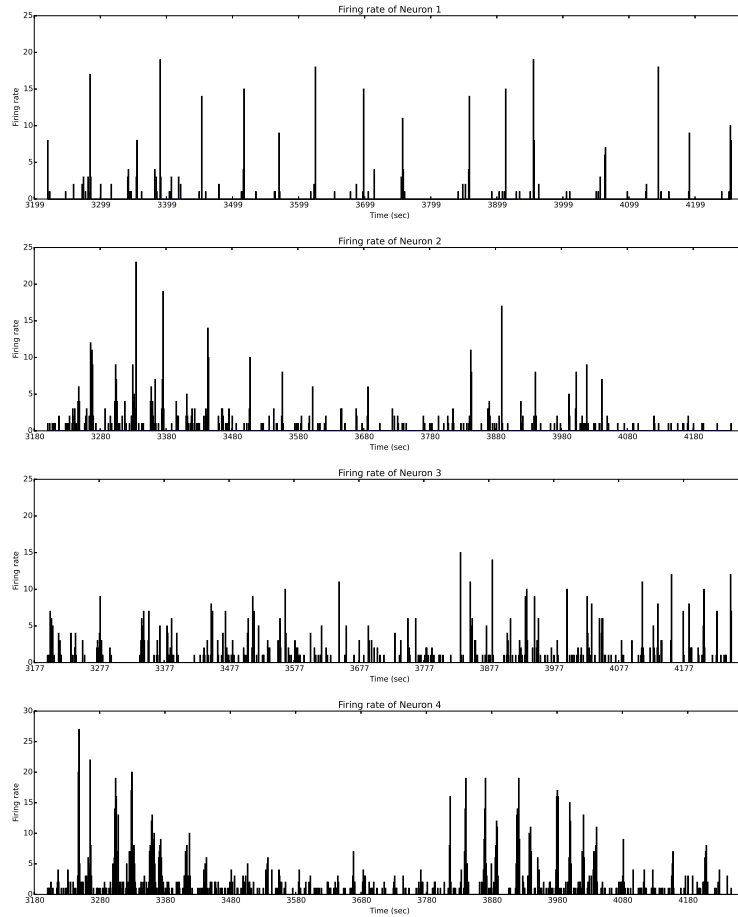 Firing rate of Neuron 1
25
20
15
10
5
0
Firing rate
3199 3299 3399 3499 3599 3699 3799 3899 3999 4099 4199
Time (sec)
Firing rate of Neuron 2
25
20
15
10
5
0
Firing rate
3180 3280 3380 3480 3580 3680 3780 3880 3980 4080 4180
Time (sec)
Firing rate of Neuron 3
25
20
15
10
5
0
Firing rate
3177 3277 3377 3477 3577 3677 3777 3877 3977 4077 4177
Time (sec)
Firing rate of Neuron 4
30
25
20
15
10
5
0
Firing rate
3180 3280 3380 3480 3580 3680 3780 3880 3980 4080 4180
Time (sec)